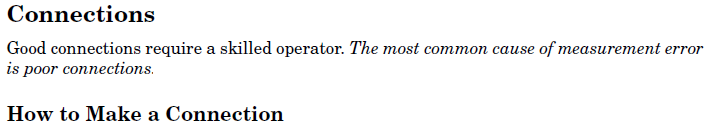 Connections
Good connections require a skilled operator. The most common cause of measurement error
is poor connections.
How to Make a Connection